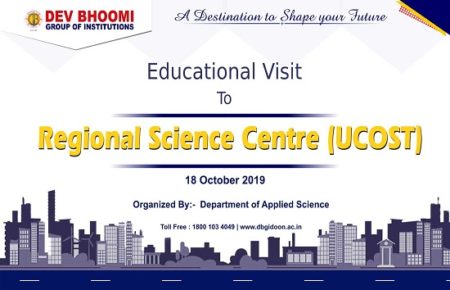 DEV BHOOMI
GROUP OF INSTITUTIONS
A Destination to Shape your Future
Educational Visit
To
Regional Science Centre (UCOST)
18 October 2019
Organized By:- Department of Applied Science
Toll Free : 1800 103 4049 | www.dbgidoon.ac.in